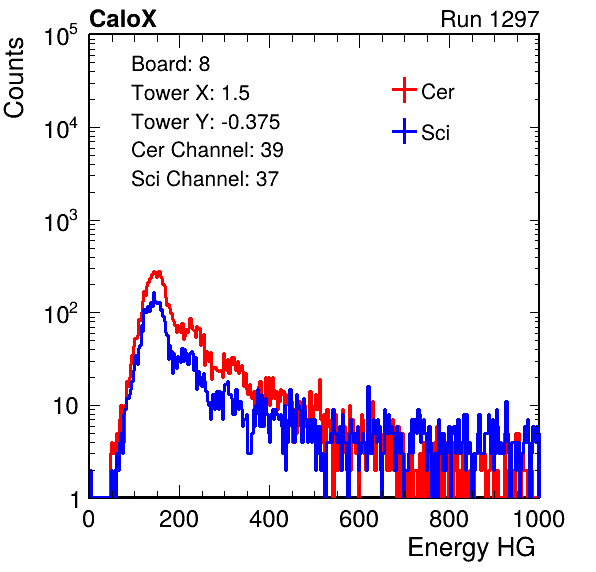 CaloX Run 1297
Counts
Board: 8
Tower X: 1.5
Tower Y: -0.375
Cer Channel: 39
Sci Channel: 37
Cer
Sci
10^5
10^4
10^3
10^2
10
1
0 200 400 600 800 1000
Energy HG